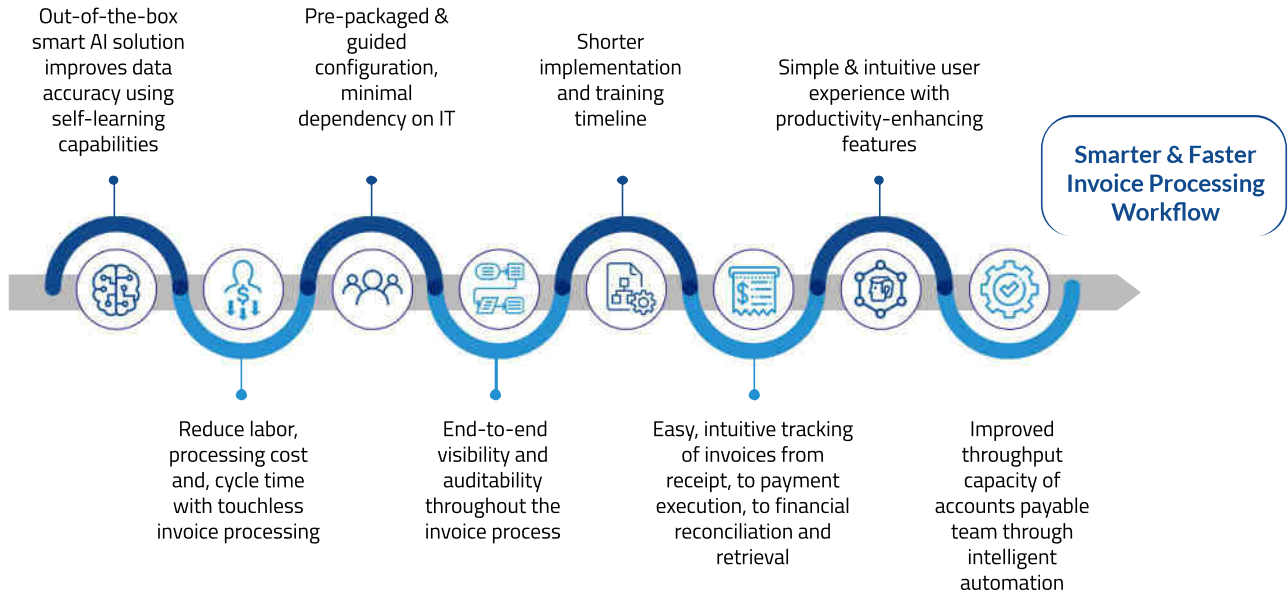 Out-of-the-box
smart AI solution
improves data
accuracy using
self-learning
capabilities
Pre-packaged &
guided
configuration,
minimal
dependency on IT
Shorter
implementation
and training
timeline
Simple & intuitive user
experience with
productivity-enhancing
features
Smarter & Faster
Invoice Processing
Workflow
$
$
Reduce labor,
processing cost
and, cycle time
with touchless
invoice processing
End-to-end
visibility and
auditability
throughout the
invoice process
Easy, intuitive tracking
of invoices from
receipt, to payment
execution, to financial
reconciliation and
retrieval
Improved
throughput
capacity of
accounts payable
team through
intelligent
automation